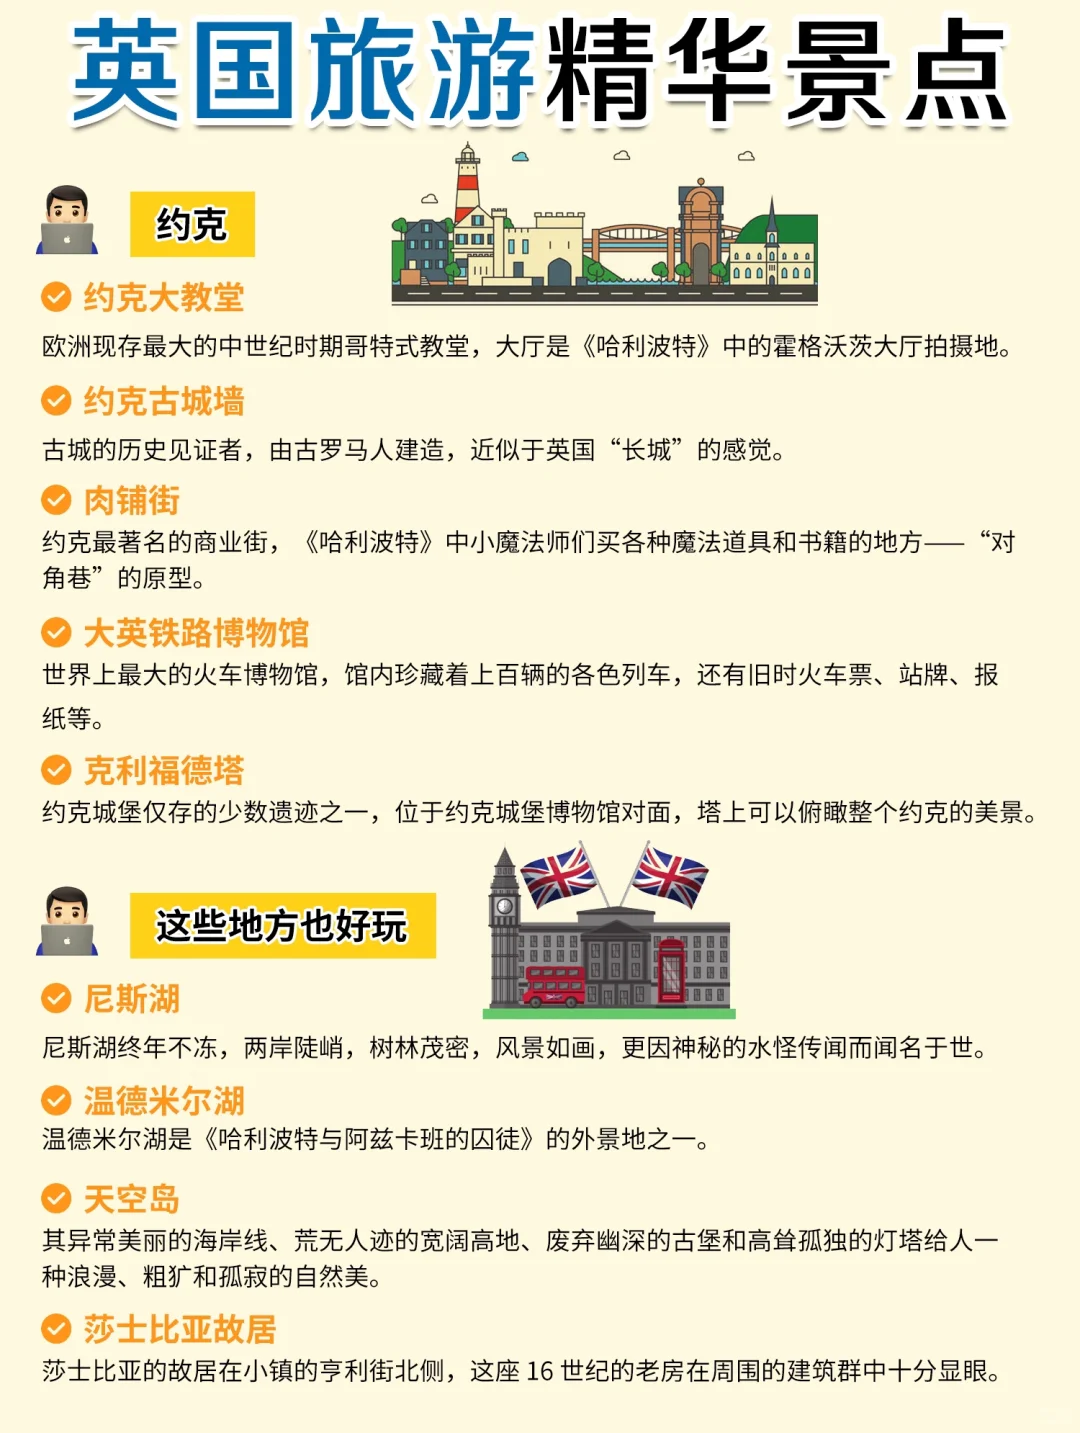 英国旅游精华景点
约克
约克大教堂
欧洲现存最大的中世纪时期哥特式教堂，大厅是《哈利波特》中的霍格沃茨大厅拍摄地。
约克古城墙
古城的历史见证者，由古罗马人建造，近似于英国“长城”的感觉。
肉铺街
约克最著名的商业街，《哈利波特》中小魔法师们买各种魔法道具和书籍的地方——“对
角巷”的原型。
大英铁路博物馆
世界上最大的火车博物馆，馆内珍藏着上百辆的各色列车，还有旧时火车票、站牌、报
纸等。
克利福德塔
约克城堡仅存的少数遗迹之一，位于约克城堡博物馆对面，塔上可以俯瞰整个约克的美景。
这些地方也好玩
尼斯湖
尼斯湖终年不冻，两岸陡峭，树林茂密，风景如画，更因神秘的水怪传闻而闻名于世。
温德米尔湖
温德米尔湖是《哈利波特与阿兹卡班的囚徒》的外景地之一。
天空岛
其异常美丽的海岸线、荒无人迹的宽阔高地、废弃幽深的古堡和高耸孤独的灯塔给人一
种浪漫、粗犷和孤寂的自然美。
莎士比亚故居
莎士比亚的故居在小镇的亨利街北侧，这座 16 世纪的老房在周围的建筑群中十分显眼。